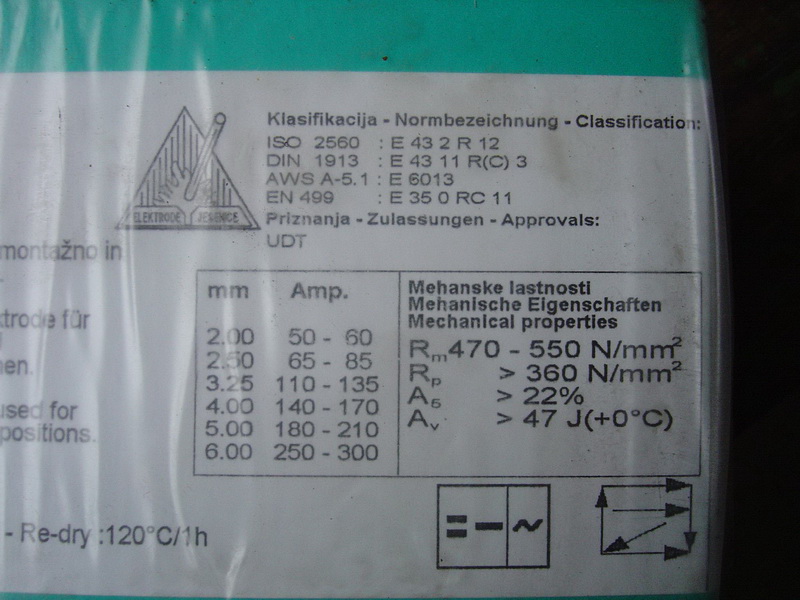 Klasifikacija - Normbezeichnung - Classification:
ISO 2560 : E 43 2 R 12
DIN 1913 : E 43 11 R(C) 3
AWS A-5.1 : E 6013
EN 499 : E 35 0 RC 11
Priznanja - Zulassungen - Approvals:
UDT
ELEKTRODE JESENICE
montažno in
ktrode für
en.
used for
positions.
mm Amp.
2.00 50 - 60
2.50 65 - 85
3.25 110 - 135
4.00 140 - 170
5.00 180 - 210
6.00 250 - 300
Mehanske lastnosti
Mehanische Eigenschaften
Mechanical properties
Rm 470 - 550 N/mm²
Rp > 360 N/mm²
A5 > 22%
Av > 47 J(+0°C)
= - ~
- Re-dry :120°C/1h